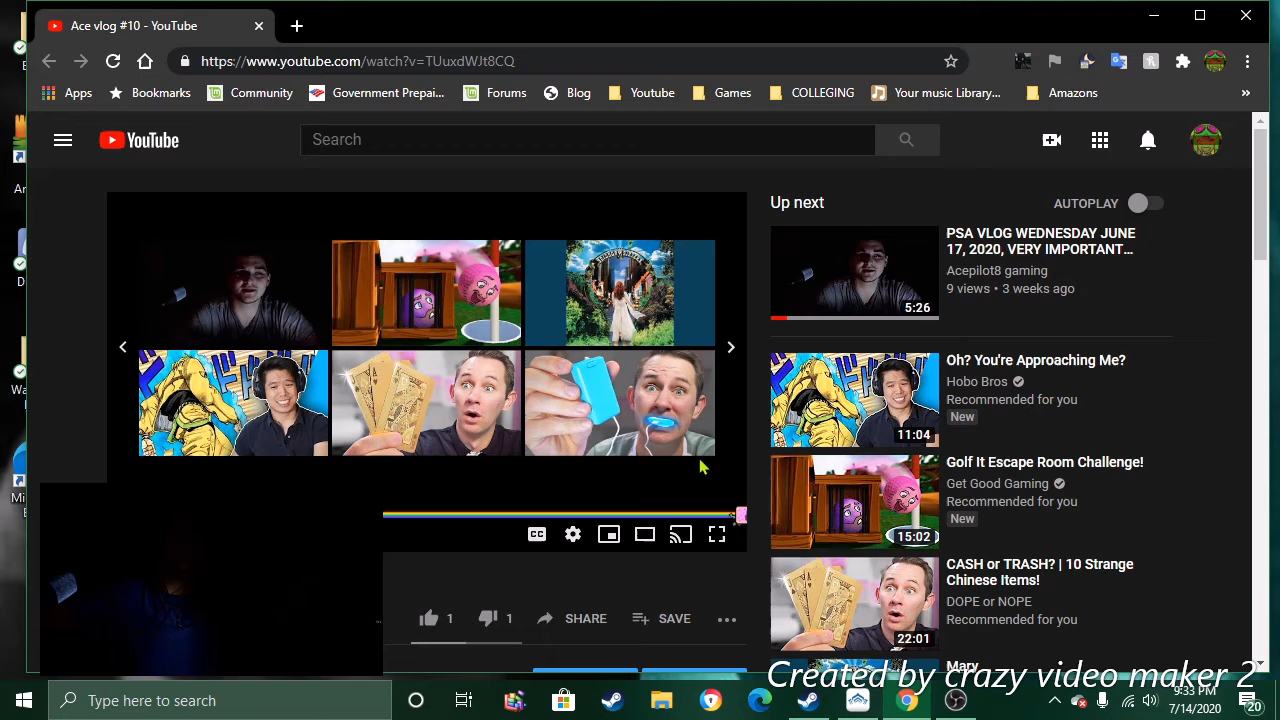 Ace vlog #10 - YouTube
https://www.youtube.com/watch?v=TUuxdWJt8CQ
Apps
Bookmarks
Community
Government Prepai...
Forums
Blog
Youtube
Games
COLLEGING
Your music Library...
Amazons
»
YouTube
Search
Up next
AUTOPLAY
PSA VLOG WEDNESDAY JUNE
17, 2020, VERY IMPORTANT...
Acepilot8 gaming
9 views • 3 weeks ago
5:26
Oh? You're Approaching Me?
Hobo Bros
Recommended for you
New
11:04
Golf It Escape Room Challenge!
Get Good Gaming
Recommended for you
New
15:02
CASH or TRASH? | 10 Strange
Chinese Items!
DOPE or NOPE
Recommended for you
22:01
CC
1
1
SHARE
SAVE
Mary
Created by crazy video maker 2
Type here to search
9:33 PM
7/14/2020
20